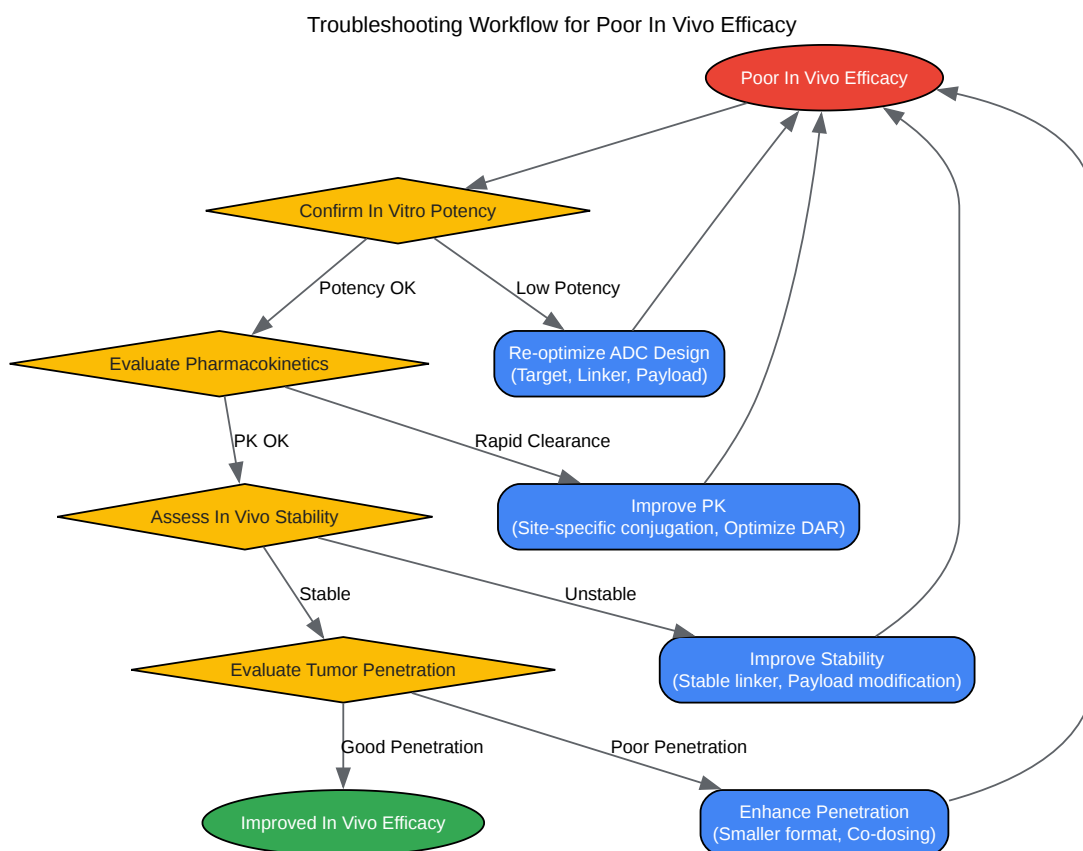 Troubleshooting Workflow for Poor In Vivo Efficacy
Poor In Vivo Efficacy
Confirm In Vitro Potency
Potency OK
Low Potency
Evaluate Pharmacokinetics
Re-optimize ADC Design
(Target, Linker, Payload)
PK OK
Rapid Clearance
Assess In Vivo Stability
Improve PK
(Site-specific conjugation, Optimize DAR)
Stable
Unstable
Evaluate Tumor Penetration
Improve Stability
(Stable linker, Payload modification)
Good Penetration
Poor Penetration
Improved In Vivo Efficacy
Enhance Penetration
(Smaller format, Co-dosing)